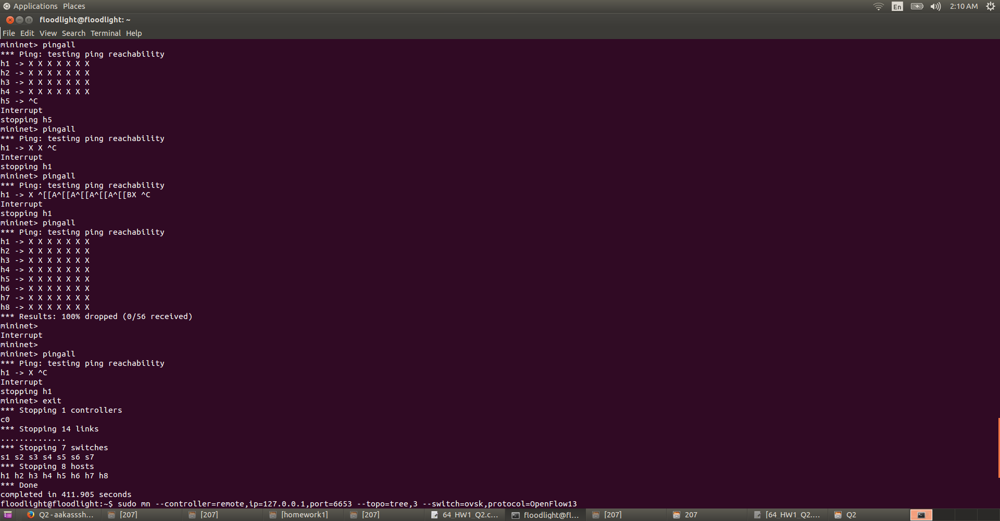 Applications Places
En 2:10 AM
floodlight@floodlight: ~
File Edit View Search Terminal Help
mininet> pingall
*** Ping: testing ping reachability
h1 -> X X X X X X X
h2 -> X X X X X X X
h3 -> X X X X X X X
h4 -> X X X X X X X
h5 -> ^C
Interrupt
stopping h5
mininet> pingall
*** Ping: testing ping reachability
h1 -> X X ^C
Interrupt
stopping h1
mininet> pingall
*** Ping: testing ping reachability
h1 -> X ^[[A^[[A^[[A^[[A^[[BX ^C
Interrupt
stopping h1
mininet> pingall
*** Ping: testing ping reachability
h1 -> X X X X X X X
h2 -> X X X X X X X
h3 -> X X X X X X X
h4 -> X X X X X X X
h5 -> X X X X X X X
h6 -> X X X X X X X
h7 -> X X X X X X X
h8 -> X X X X X X X
*** Results: 100% dropped (0/56 received)
mininet>
Interrupt
mininet>
mininet> pingall
*** Ping: testing ping reachability
h1 -> X ^C
Interrupt
stopping h1
mininet> exit
*** Stopping 1 controllers
c0
*** Stopping 14 links
..............
*** Stopping 7 switches
s1 s2 s3 s4 s5 s6 s7
*** Stopping 8 hosts
h1 h2 h3 h4 h5 h6 h7 h8
*** Done
completed in 411.905 seconds
floodlight@floodlight:~$ sudo mn --controller=remote,ip=127.0.0.1,port=6653 --topo=tree,3 --switch=ovsk,protocol=OpenFlow13
Q2 - aakasssh... [207] [207] [homework1] [207] 64_HW1_Q2.c... floodlight@fl... [207] 207 [64_HW1_Q2.... Q2